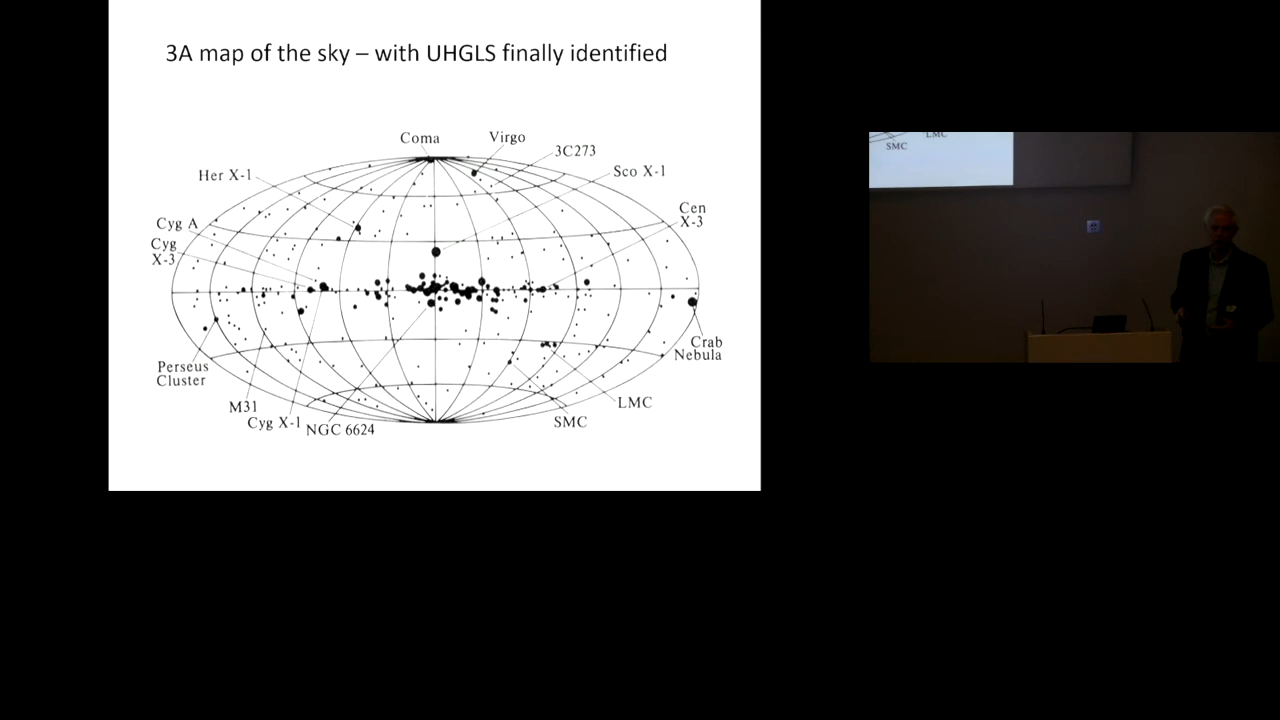 3A map of the sky – with UHGLS finally identified
Coma
Virgo
3C273
Her X-1
Sco X-1
Cen
X-3
Cyg A
Cyg
X-3
Crab
Nebula
Perseus
Cluster
M31
Cyg X-1
NGC 6624
SMC
LMC
SMC
LMC